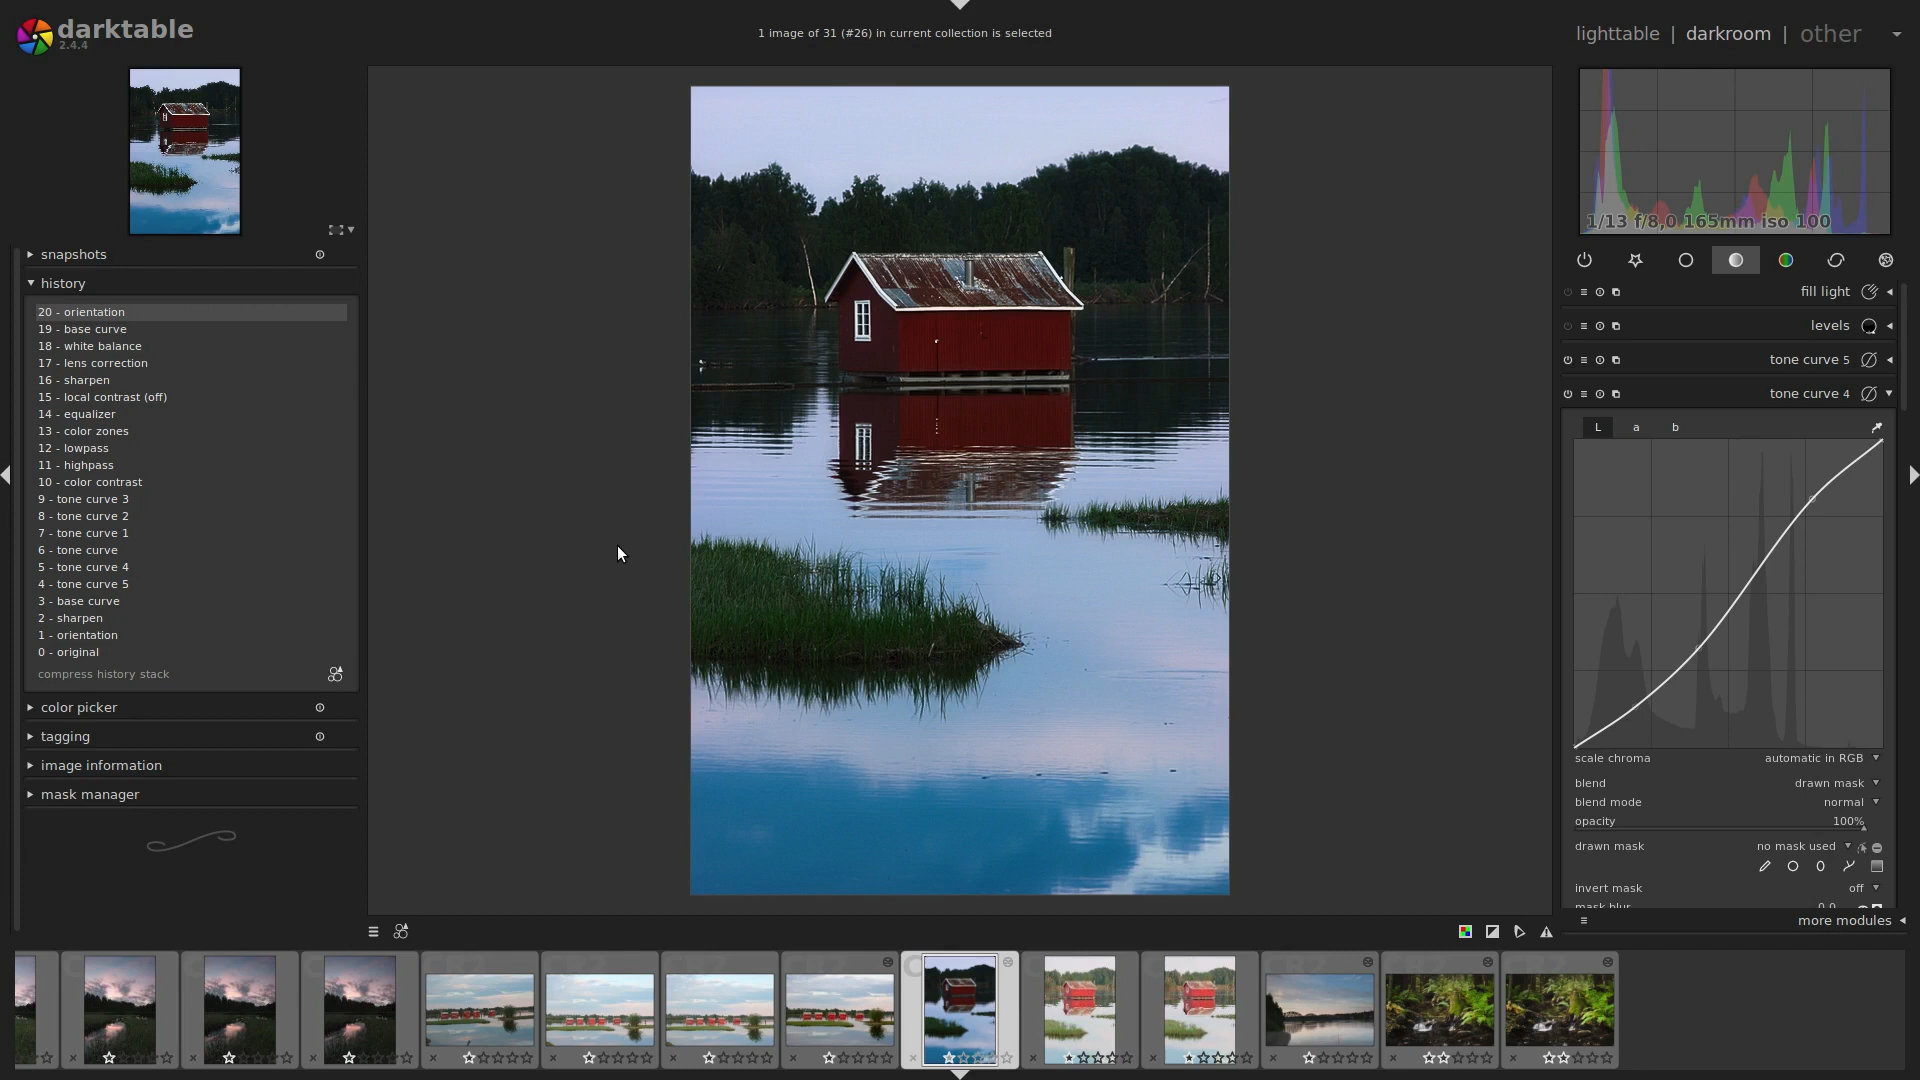 darktable
2.4.4
1 image of 31 (#26) in current collection is selected
lighttable | darkroom | other
1/13 f/8,0 165mm iso 100
snapshots
history
20 - orientation
19 - base curve
18 - white balance
17 - lens correction
16 - sharpen
15 - local contrast (off)
14 - equalizer
13 - color zones
12 - lowpass
11 - highpass
10 - color contrast
9 - tone curve 3
8 - tone curve 2
7 - tone curve 1
6 - tone curve
5 - tone curve 4
4 - tone curve 5
3 - base curve
2 - sharpen
1 - orientation
0 - original
compress history stack
color picker
tagging
image information
mask manager
fill light
levels
tone curve 5
tone curve 4
L a b
scale chroma automatic in RGB
blend drawn mask
blend mode normal
opacity 100%
drawn mask no mask used
invert mask off
mask blur 0.0
more modules